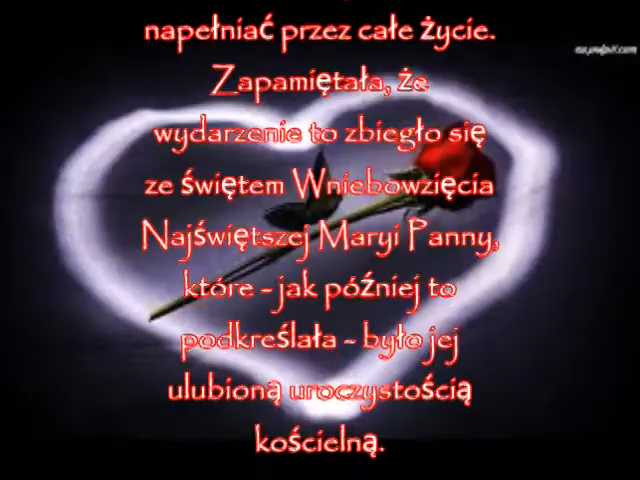 napełniać przez całe życie.
Zapamiętała, że
wydarzenie to zbiegło się
ze świętem Wniebowzięcia
Najświętszej Maryi Panny,
które - jak później to
podkreślała - było jej
ulubioną uroczystością
kościelną.